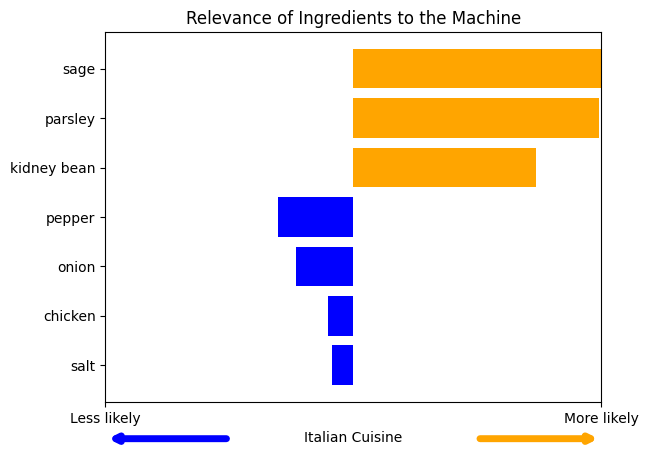 Relevance of Ingredients to the Machine
sage
parsley
kidney bean
pepper
onion
chicken
salt
Less likely
More likely
Italian Cuisine